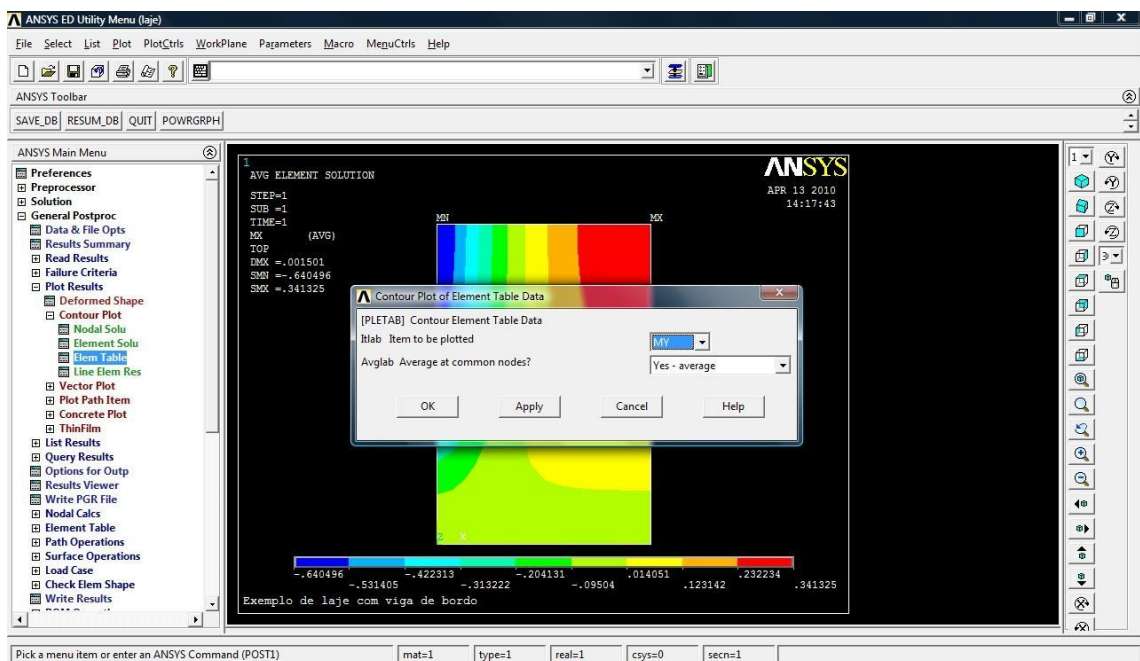 ANSYS ED Utility Menu (laje)
File Select List Plot PlotCtrls WorkPlane Parameters Macro MenuCtrls Help
ANSYS Toolbar
SAVE_DB RESUM_DB QUIT POWRGRPH
ANSYS Main Menu
Preferences
Preprocessor
Solution
General Postproc
Data & File Opts
Results Summary
Read Results
Failure Criteria
Plot Results
Deformed Shape
Contour Plot
Nodal Solu
Element Solu
Elem Table
Line Elem Res
Vector Plot
Plot Path Item
Concrete Plot
ThinFilm
List Results
Query Results
Options for Outp
Results Viewer
Write PGR File
Nodal Calcs
Element Table
Path Operations
Surface Operations
Load Case
Check Elem Shape
Write Results
1
AVG ELEMENT SOLUTION
STEP=1
SUB =1
TIME=1
MX (AVG)
TOP
DMX =.001501
SMN =-.640496
SMX =.341325
ANSYS
APR 13 2010
14:17:43
MN MX
Contour Plot of Element Table Data
[PLETAB] Contour Element Table Data
Itlab Item to be plotted MY
Avglab Average at common nodes? Yes - average
OK Apply Cancel Help
Z X
-.640496 -.422313 -.204131 .014051 .232234
-.531405 -.313222 -.09504 .123142 .341325
Exemplo de laje com viga de bordo
1
Pick a menu item or enter an ANSYS Command (POST1) mat=1 type=1 real=1 csys=0 secn=1